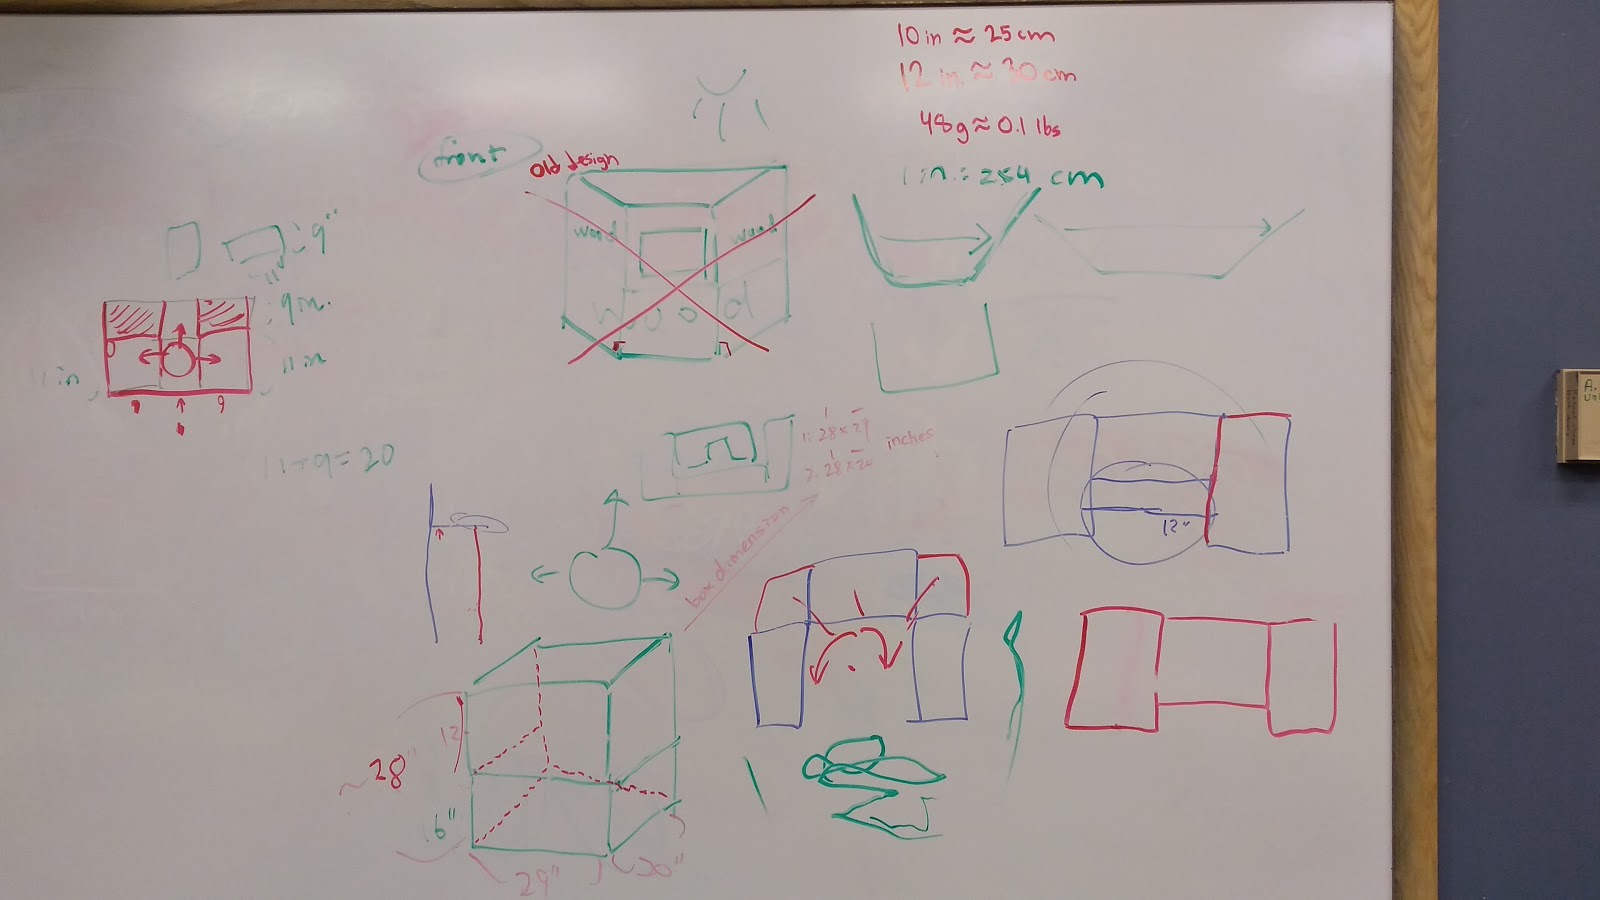 10 in ≈ 25 cm
12 in. ≈ 30 cm
48g ≈ 0.1 lbs
1 in. = 2.54 cm
front
old design
wood
wood
wood
9"
9 in.
11 in
11 in
9
11+9=20
1: 28 x 29
2: 28 x 20
inches
box dimension
12"
12
~28"
16"
29"
20"